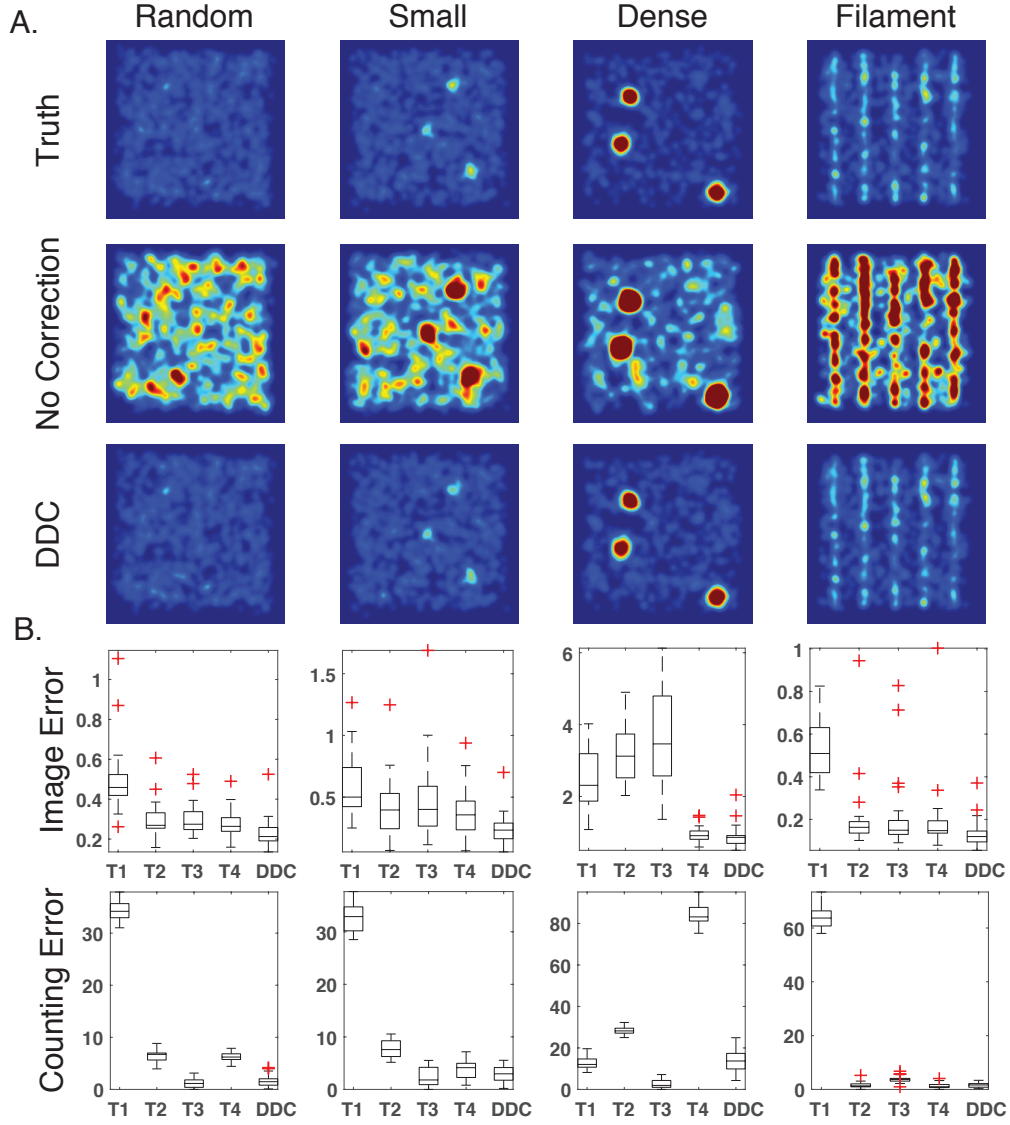 A.
Random Small Dense Filament
Truth
No Correction
DDC
B.
Image Error
1
0.8
0.6
0.4
0.2
T1 T2 T3 T4 DDC
1.5
1
0.5
T1 T2 T3 T4 DDC
6
4
2
T1 T2 T3 T4 DDC
1
0.8
0.6
0.4
0.2
T1 T2 T3 T4 DDC
Counting Error
30
20
10
0
T1 T2 T3 T4 DDC
30
20
10
0
T1 T2 T3 T4 DDC
80
60
40
20
0
T1 T2 T3 T4 DDC
60
40
20
0
T1 T2 T3 T4 DDC